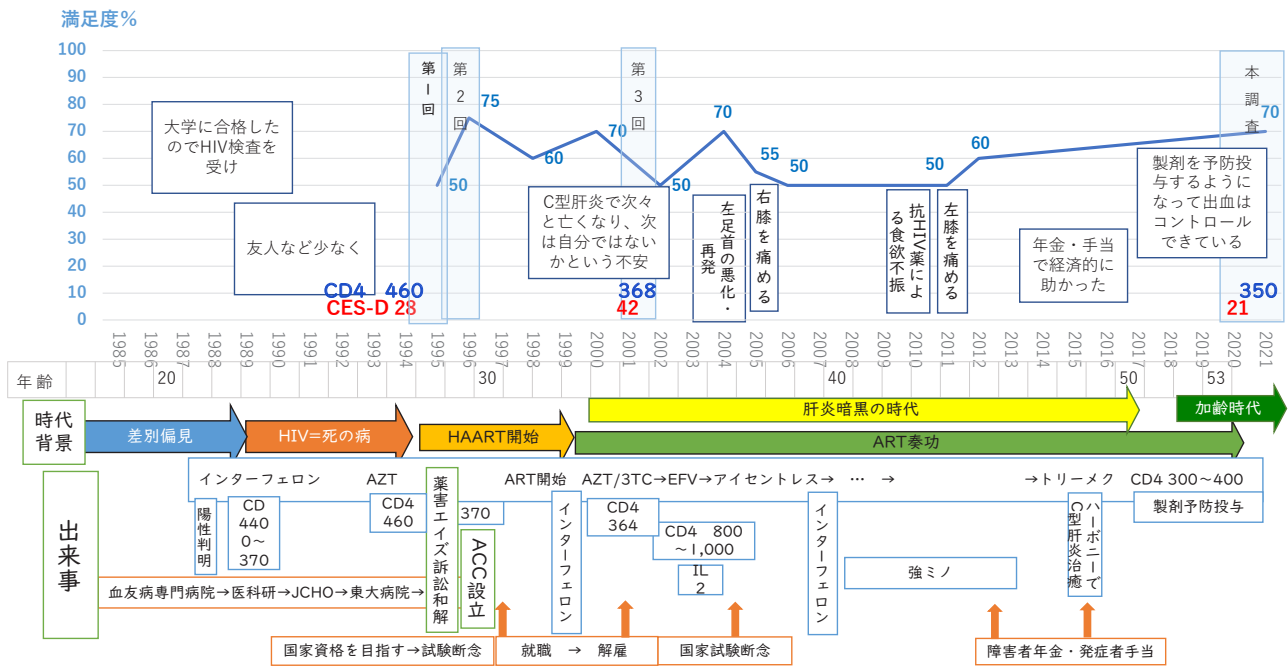 満足度%
100
90
80
70
60
50
40
30
20
10
0
第1回
第2回
第3回
本調査
50
75
60
70
50
70
55
50
50
60
70
大学に合格した
のでHIV検査を
受け
友人など少なく
C型肝炎で次々
と亡くなり、次
は自分ではない
かという不安
左足首の悪化・
再発
右膝を痛める
抗HIV薬によ
る食欲不振
左膝を痛める
年金・手当
で経済的に
助かった
製剤を予防投
与するようにな
なって出血は
コントロール
できている
CD4 460
CES-D 28
368
42
350
21
1985
1986
1987
1988
1989
1990
1991
1992
1993
1994
1995
1996
1997
1998
1999
2000
2001
2002
2003
2004
2005
2006
2007
2008
2009
2010
2011
2012
2013
2014
2015
2016
2017
2018
2019
2020
2021
年齢
20
30
40
50
53
時代
背景
差別偏見
HIV=死の病
HAART開始
肝炎暗黒の時代
ART奏功
加齢時代
出来事
インターフェロン
AZT
ART開始
AZT/3TC→EFV→アイセントレス→ … →
→トリーメク
CD4 300~400
陽性判明
CD
440
0~
370
CD4
460
370
薬害エイズ訴訟和解
ACC設立
インターフェロン
CD4
364
CD4 800
~1,000
IL
2
インターフェロン
強ミノ
ハーボニーで
C型肝炎治癒
製剤予防投与
血友病専門病院→医科研→JCHO→東大病院→
国家資格を目指す→試験断念
就職 → 解雇
国家試験断念
障害者年金・発症者手当